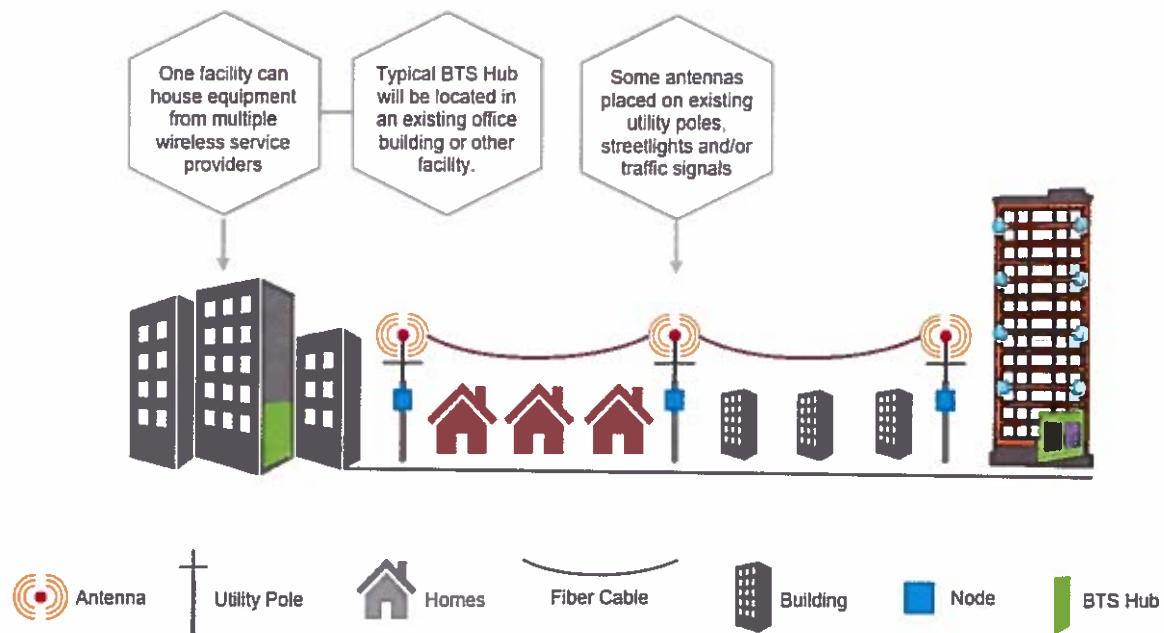 One facility can
house equipment
from multiple
wireless service
providers
Typical BTS Hub
will be located in
an existing office
building or other
facility.
Some antennas
placed on existing
utility poles,
streetlights and/or
traffic signals
Antenna
Utility Pole
Homes
Fiber Cable
Building
Node
BTS Hub